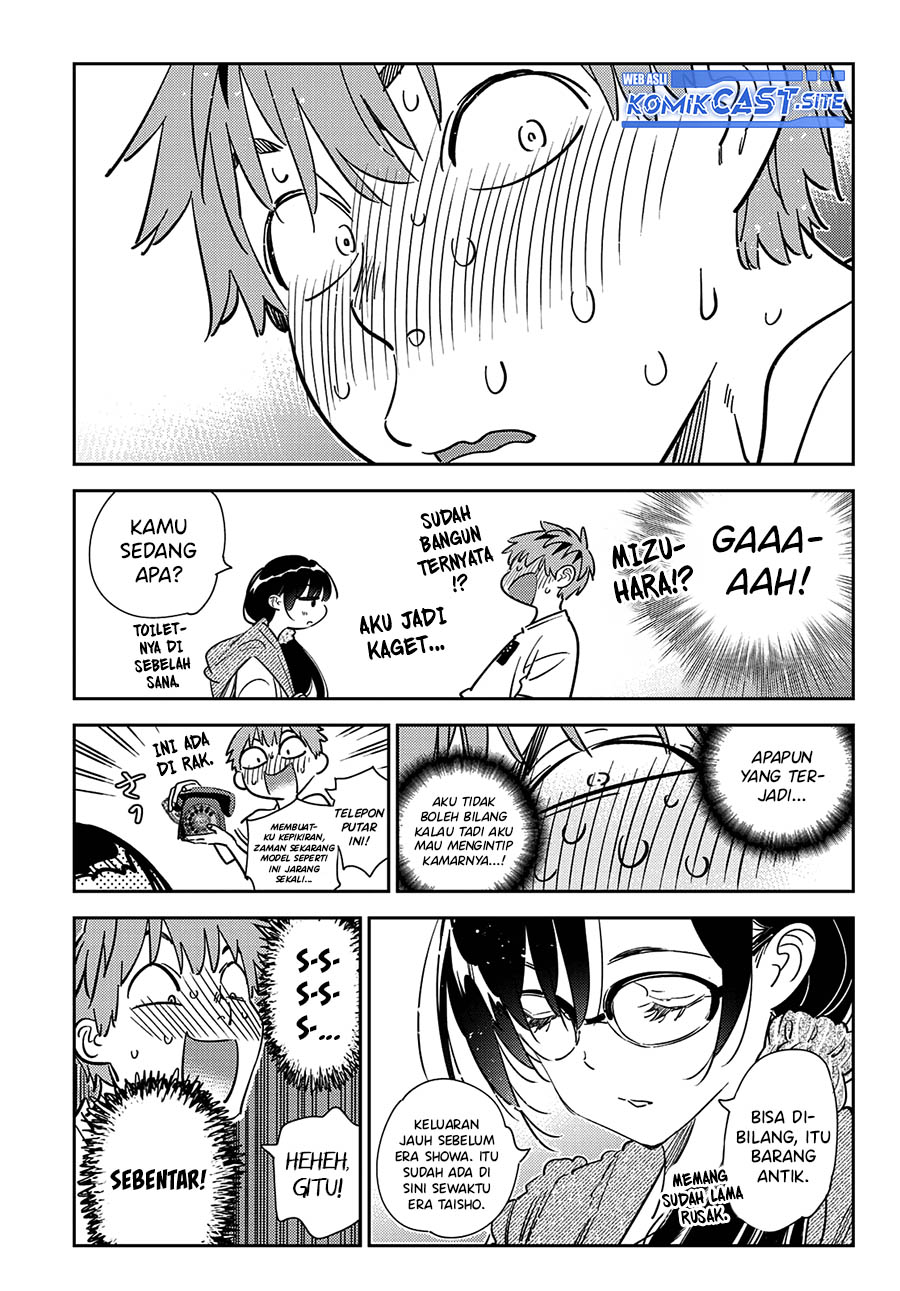 WEB ASLI
KOMIKCAST.SITE
GAAA-
AAH!
MIZU-
HARA!?
SUDAH
BANGUN
TERNYATA
!?
AKU JADI
KAGET...
KAMU
SEDANG
APA?
TOILET-
NYA DI
SEBELAH
SANA.
APAPUN
YANG TER-
JADI...
AKU TIDAK
BOLEH BILANG
KALAU TADI AKU
MAU MENGINTIP
KAMARNYA...!
TELEPON
PUTAR
INI!
INI ADA
DI RAK.
MEMBUAT-
KU KEPIKIRAN,
ZAMAN SEKARANG
MODEL SEPERTI
INI JARANG
SEKALI...
BISA DI-
BILANG, ITU
BARANG
ANTIK.
MEMANG
SUDAH LAMA
RUSAK.
KELUARAN
JAUH SEBELUM
ERA SHOWA. ITU
SUDAH ADA DI
SINI SEWAKTU
ERA TAISHO.
S-S-
S-S-
S-...
HEHEH,
GITU!
SEBENTAR!